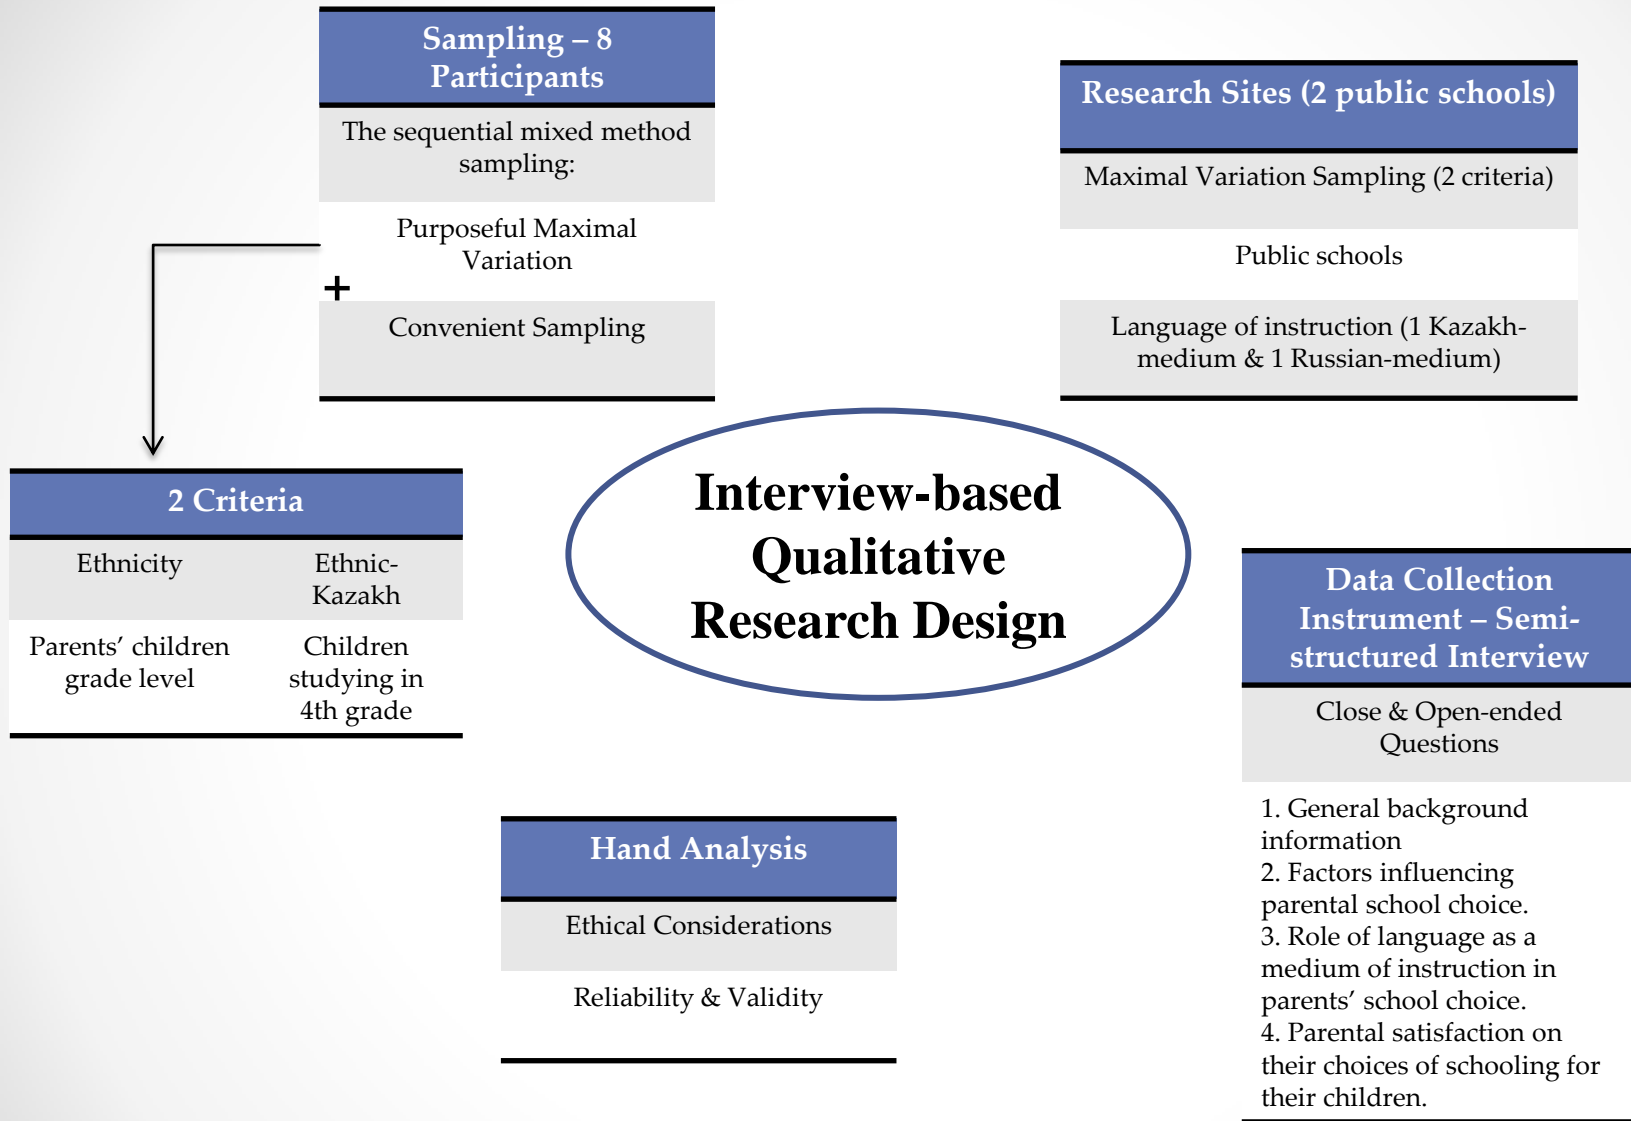 Sampling – 8
Participants
The sequential mixed method
sampling:
Purposeful Maximal
Variation
+
Convenient Sampling
Research Sites (2 public schools)
Maximal Variation Sampling (2 criteria)
Public schools
Language of instruction (1 Kazakh-
medium & 1 Russian-medium)
2 Criteria
Ethnicity
Ethnic-
Kazakh
Parents’ children
grade level
Children
studying in
4th grade
Interview-based
Qualitative
Research Design
Data Collection
Instrument – Semi-
structured Interview
Close & Open-ended
Questions
1. General background
information
2. Factors influencing
parental school choice.
3. Role of language as a
medium of instruction in
parents’ school choice.
4. Parental satisfaction on
their choices of schooling for
their children.
Hand Analysis
Ethical Considerations
Reliability & Validity